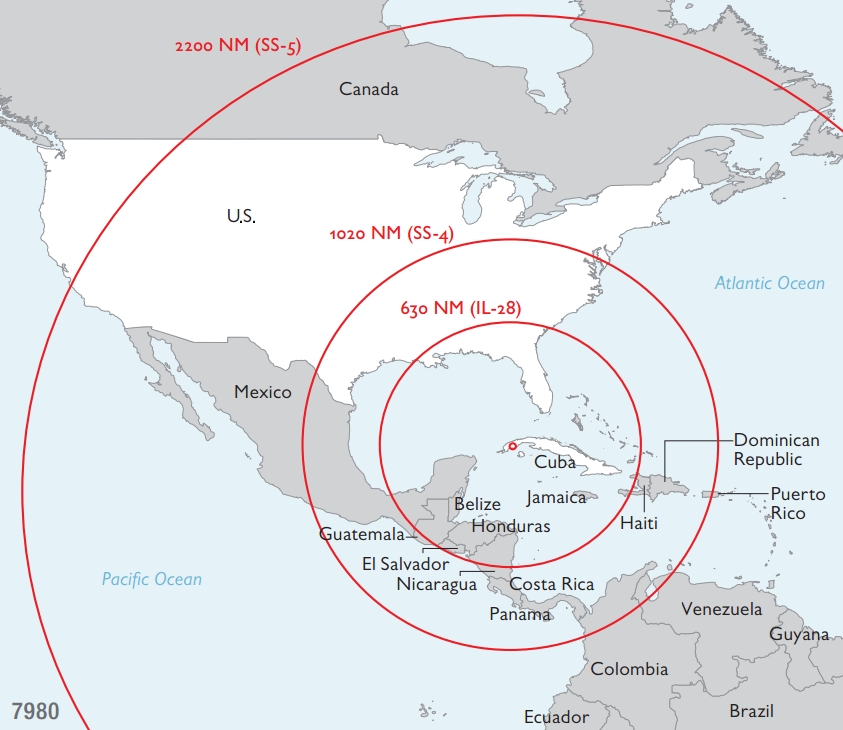 2200 NM (SS-5)
Canada
U.S.
1020 NM (SS-4)
Atlantic Ocean
630 NM (IL-28)
Mexico
Dominican
Republic
Cuba
Puerto
Rico
Belize
Jamaica
Haiti
Honduras
Guatemala
El Salvador
Nicaragua
Costa Rica
Pacific Ocean
Panama
Venezuela
Guyana
Colombia
Brazil
Ecuador
7980